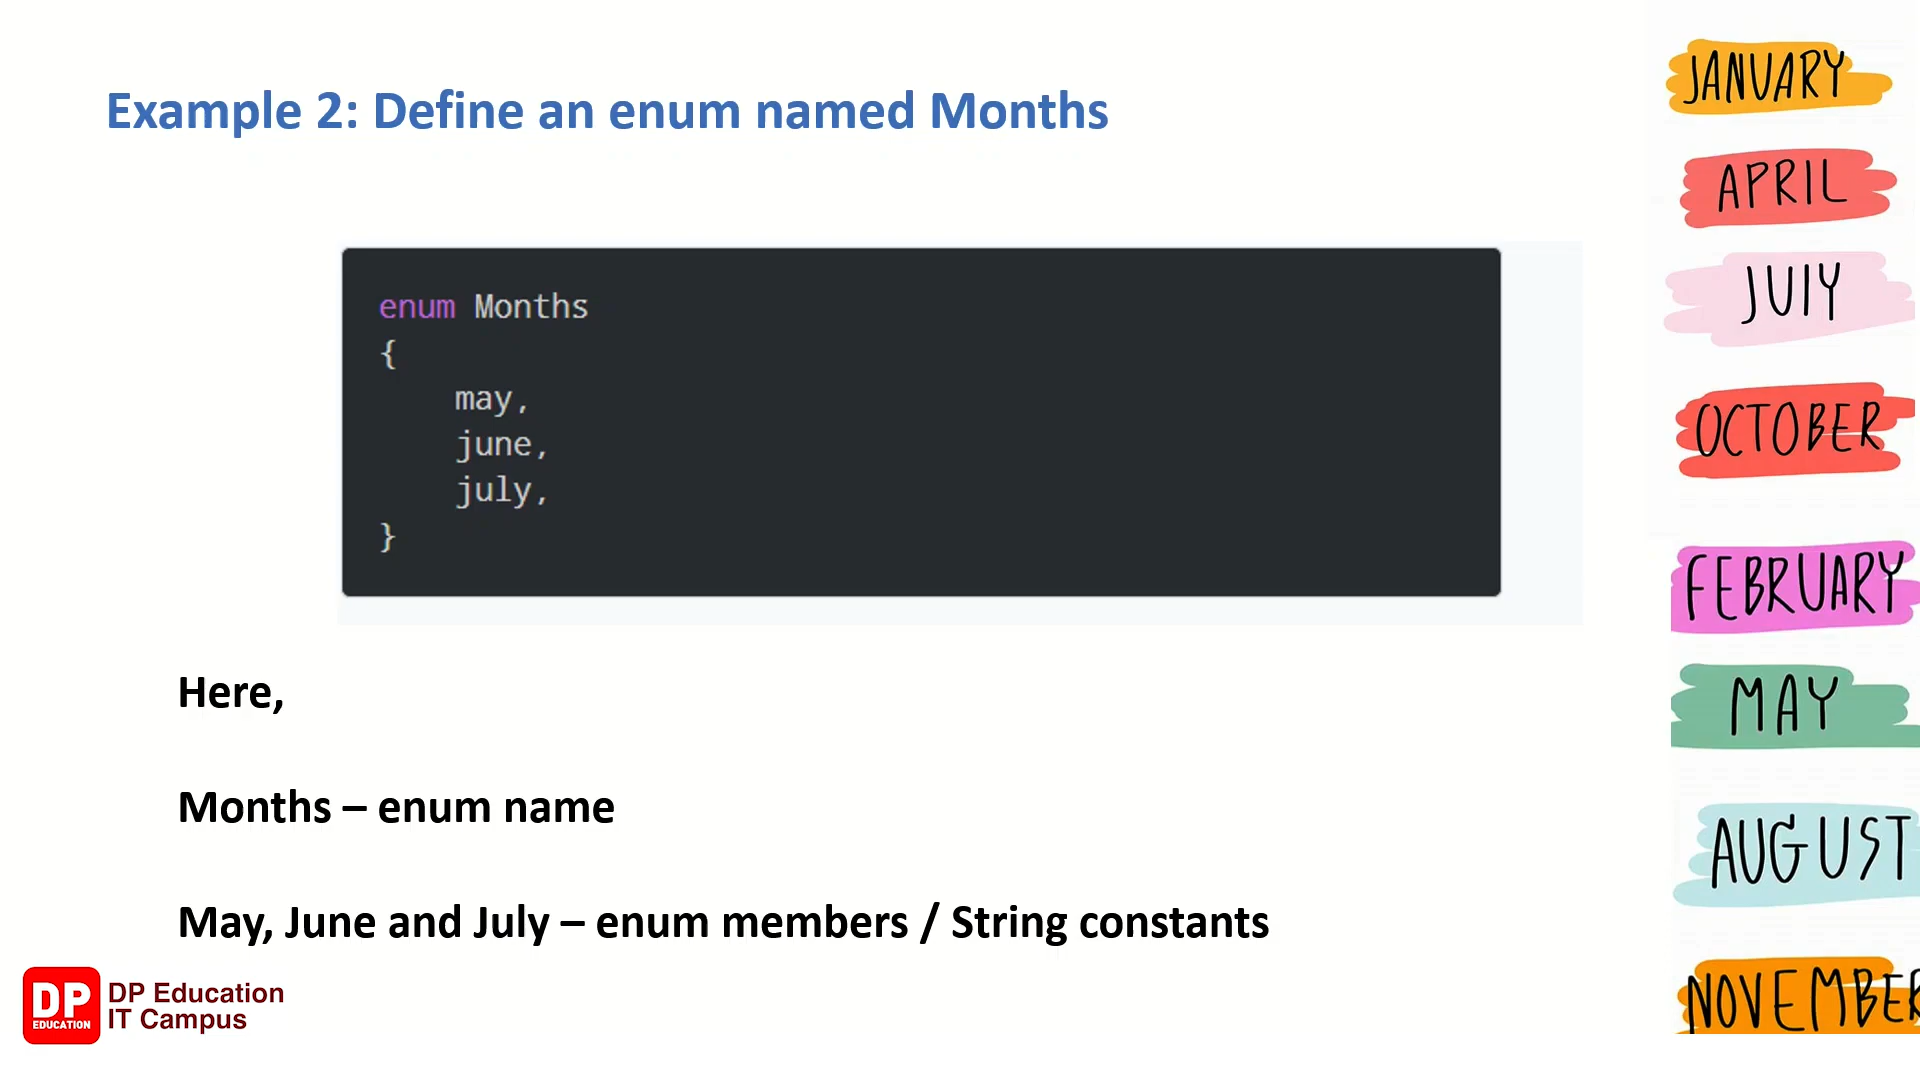 Example 2: Define an enum named Months
enum Months
{
may,
june,
july,
}
Here,
Months – enum name
May, June and July – enum members / String constants
DP
EDUCATION
DP Education
IT Campus
JANUARY
APRIL
JUlY
OCTOBER
FEBRUARY
MAY
AUGUST
NOVEMBER